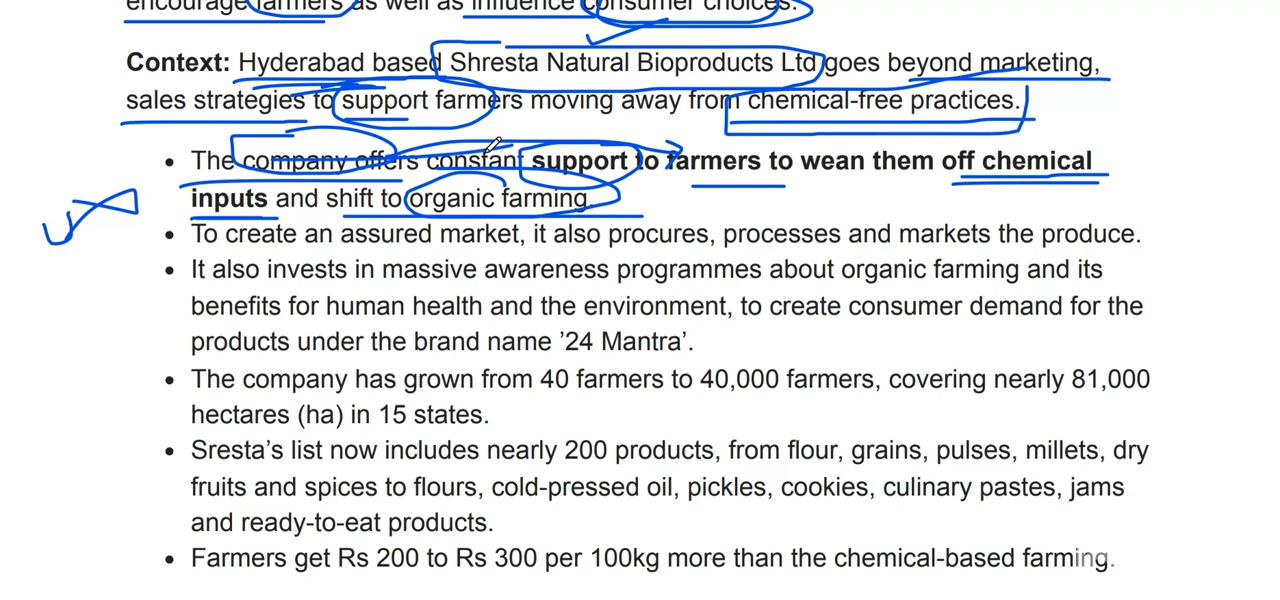 encourage farmers as well as influence consumer choices.
Context: Hyderabad based Shresta Natural Bioproducts Ltd goes beyond marketing,
sales strategies to support farmers moving away from chemical-free practices.
• The company offers constant support to farmers to wean them off chemical
inputs and shift to organic farming.
• To create an assured market, it also procures, processes and markets the produce.
• It also invests in massive awareness programmes about organic farming and its
benefits for human health and the environment, to create consumer demand for the
products under the brand name ’24 Mantra’.
• The company has grown from 40 farmers to 40,000 farmers, covering nearly 81,000
hectares (ha) in 15 states.
• Sresta’s list now includes nearly 200 products, from flour, grains, pulses, millets, dry
fruits and spices to flours, cold-pressed oil, pickles, cookies, culinary pastes, jams
and ready-to-eat products.
• Farmers get Rs 200 to Rs 300 per 100kg more than the chemical-based farming.